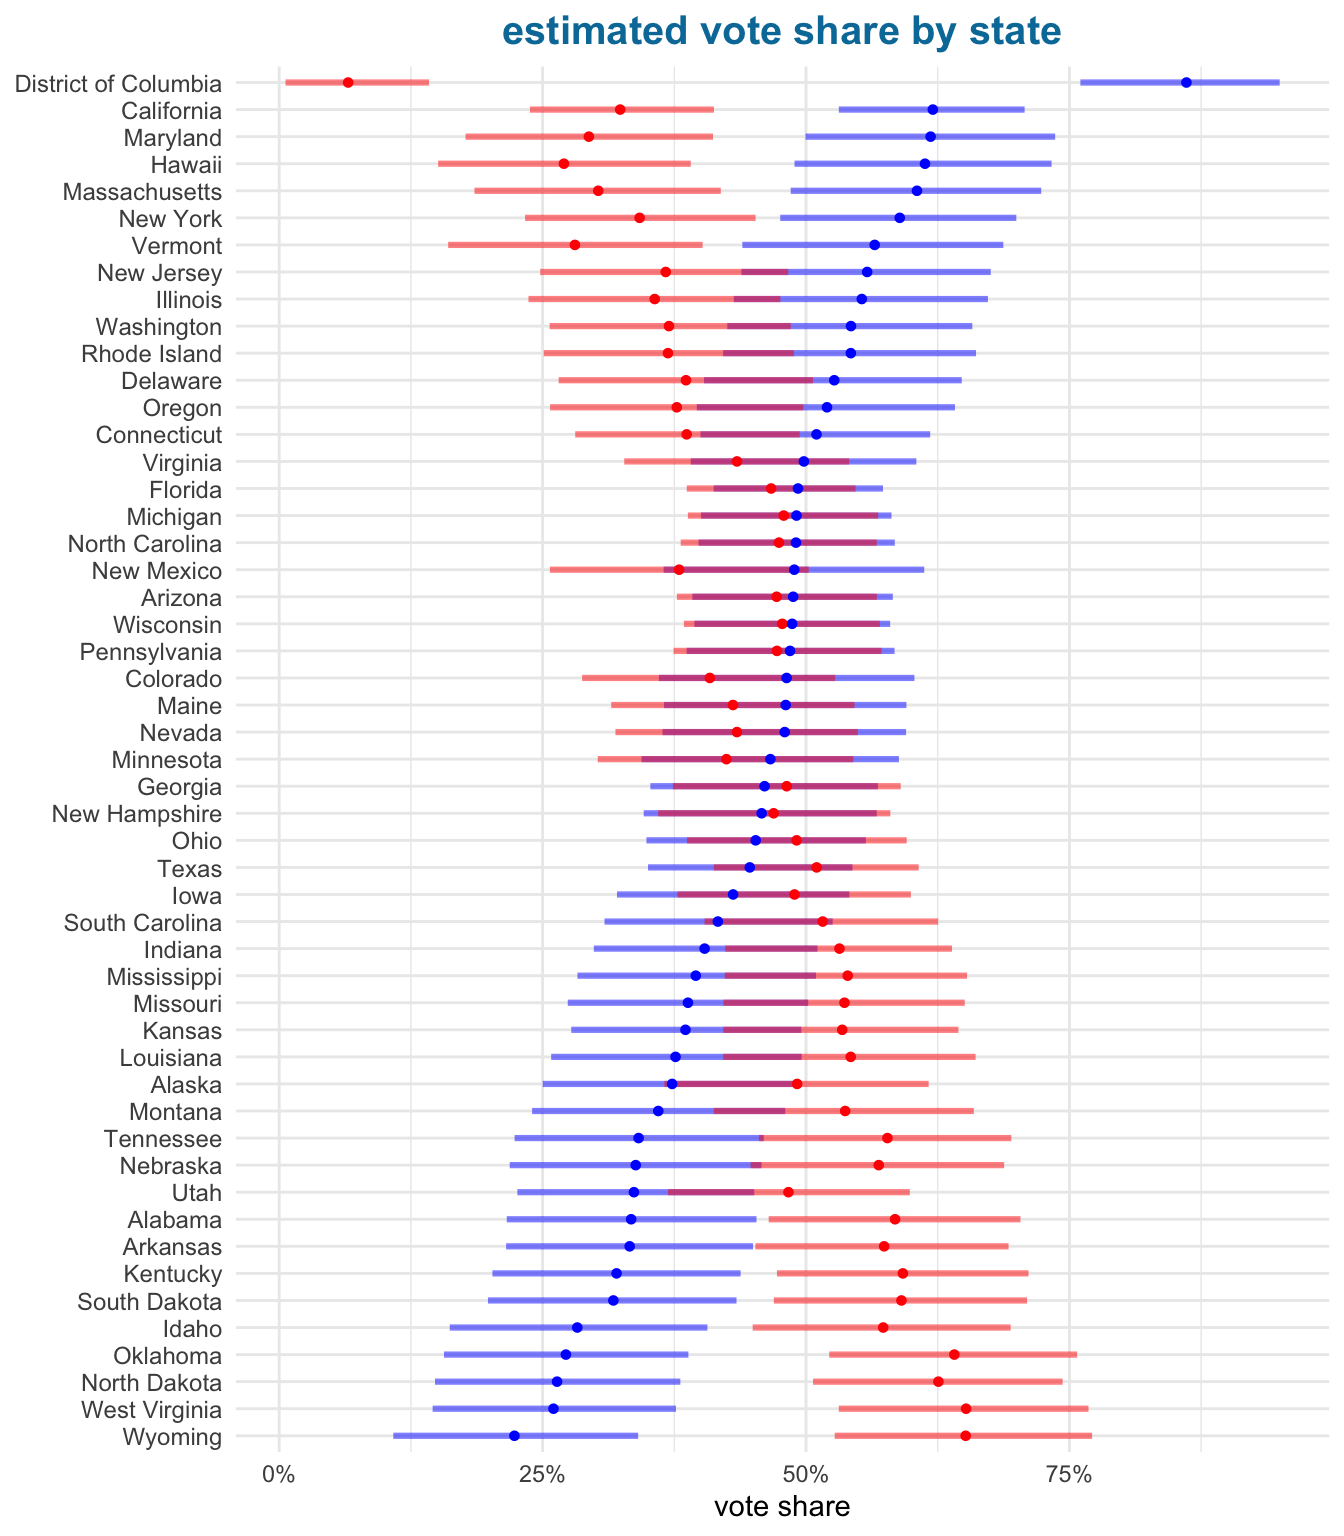 estimated vote share by state
District of Columbia
California
Maryland
Hawaii
Massachusetts
New York
Vermont
New Jersey
Illinois
Washington
Rhode Island
Delaware
Oregon
Connecticut
Virginia
Florida
Michigan
North Carolina
New Mexico
Arizona
Wisconsin
Pennsylvania
Colorado
Maine
Nevada
Minnesota
Georgia
New Hampshire
Ohio
Texas
Iowa
South Carolina
Indiana
Mississippi
Missouri
Kansas
Louisiana
Alaska
Montana
Tennessee
Nebraska
Utah
Alabama
Arkansas
Kentucky
South Dakota
Idaho
Oklahoma
North Dakota
West Virginia
Wyoming
0% 25% 50% 75%
vote share